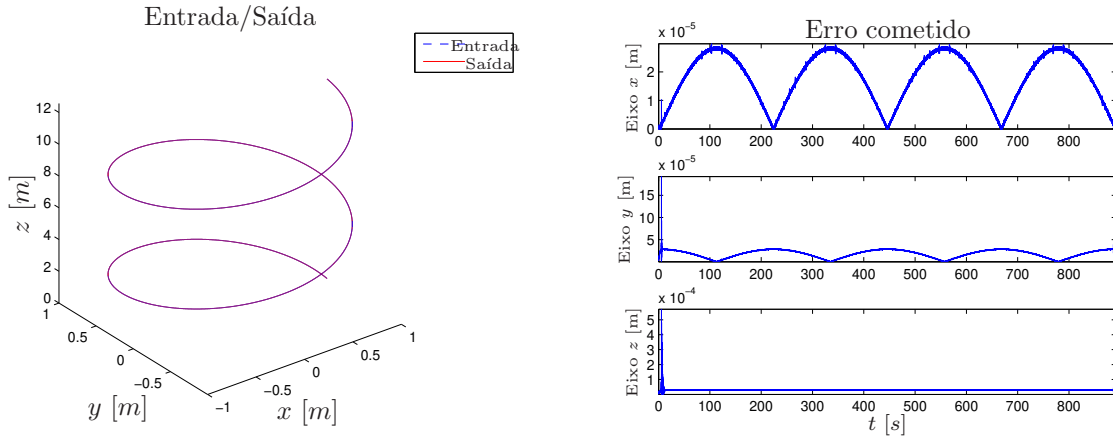 Entrada/Saída
Entrada
Saída
12
10
8
6
4
2
0
z [m]
1
0.5
0
−0.5
−1
y [m]
−1
−0.5
0
0.5
1
x [m]
Erro cometido
x 10⁻⁵
2
1
0
Eixo x [m]
0 100 200 300 400 500 600 700 800
x 10⁻⁵
15
10
5
Eixo y [m]
0 100 200 300 400 500 600 700 800
x 10⁻⁴
5
4
3
2
1
Eixo z [m]
0 100 200 300 400 500 600 700 800
t [s]